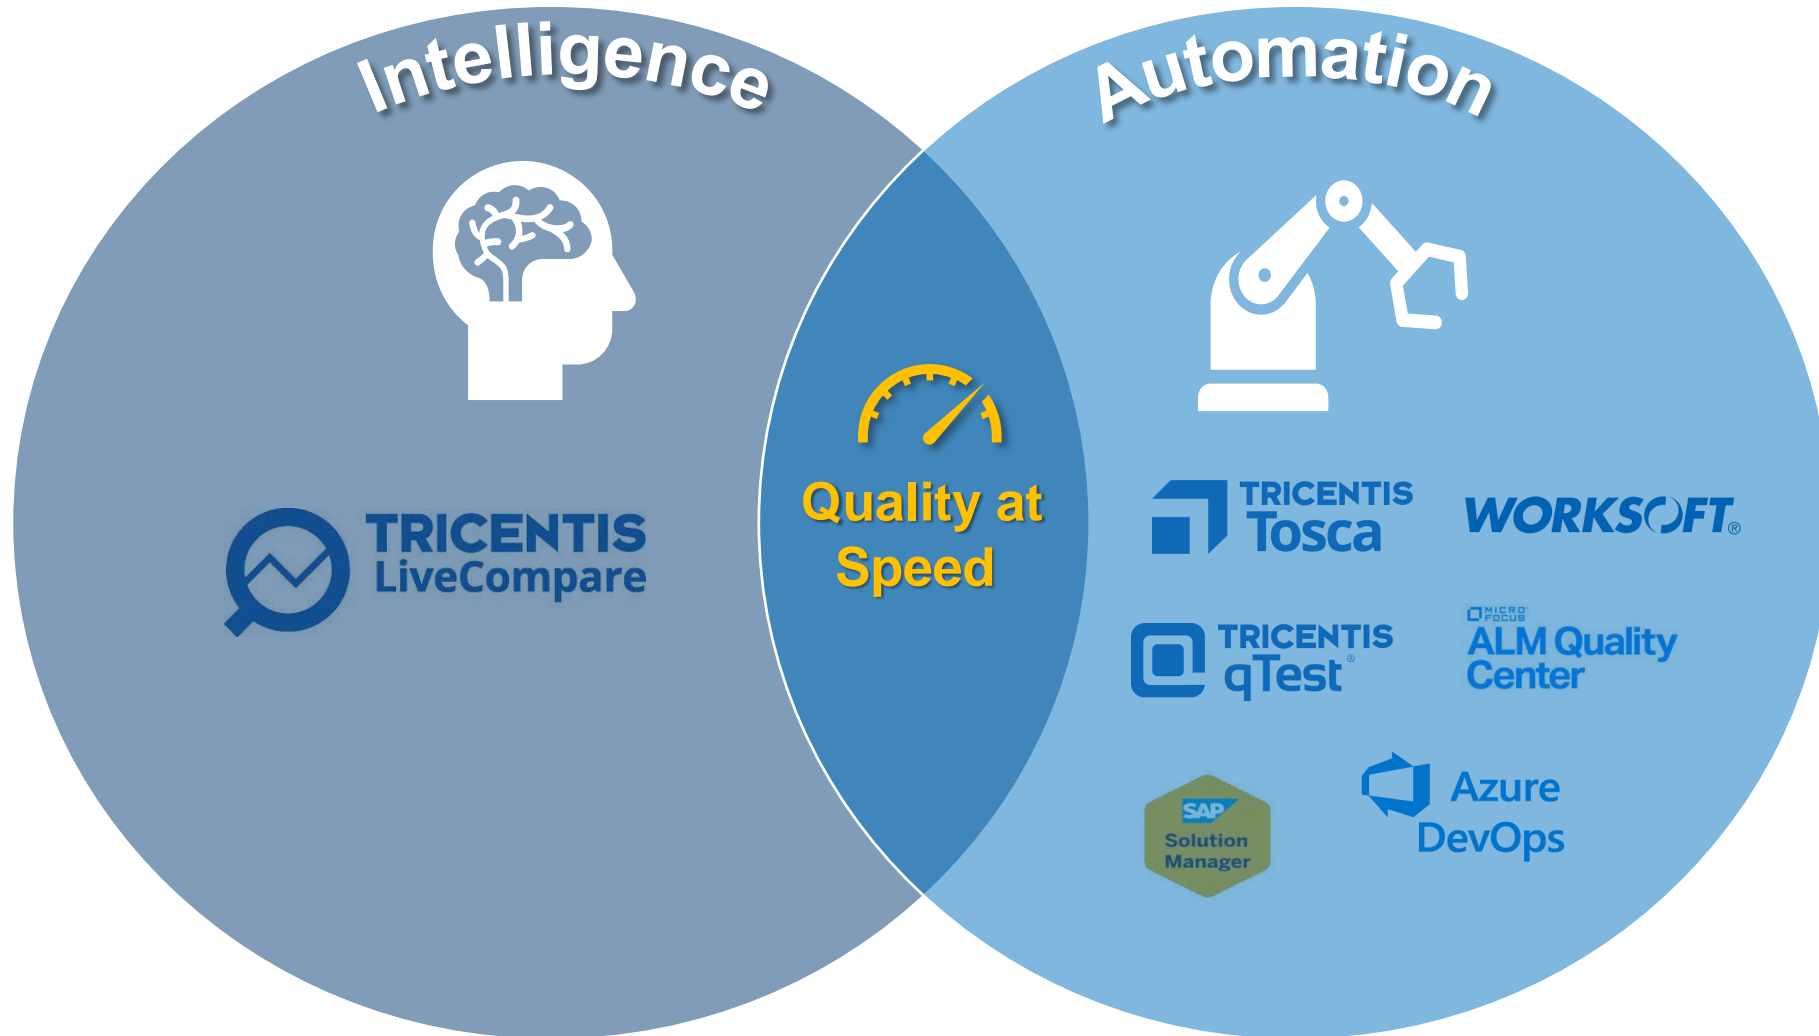 Intelligence
Automation
TRICENTIS
LiveCompare
Quality at
Speed
TRICENTIS
Tosca
WORKSOFT®
TRICENTIS
qTest®
MICRO
FOCUS
ALM Quality
Center
SAP
Solution
Manager
Azure
DevOps